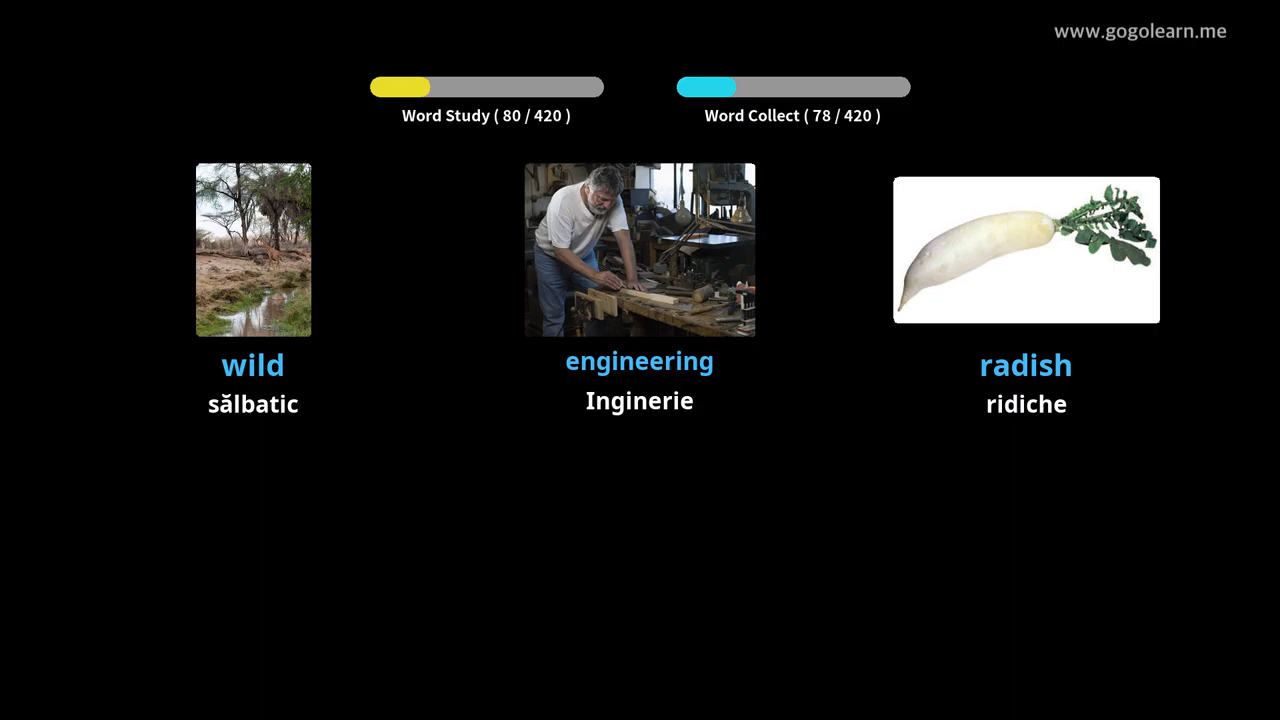 www.gogolearn.me
Word Study ( 80 / 420 )
Word Collect ( 78 / 420 )
wild
sălbatic
engineering
Inginerie
radish
ridiche